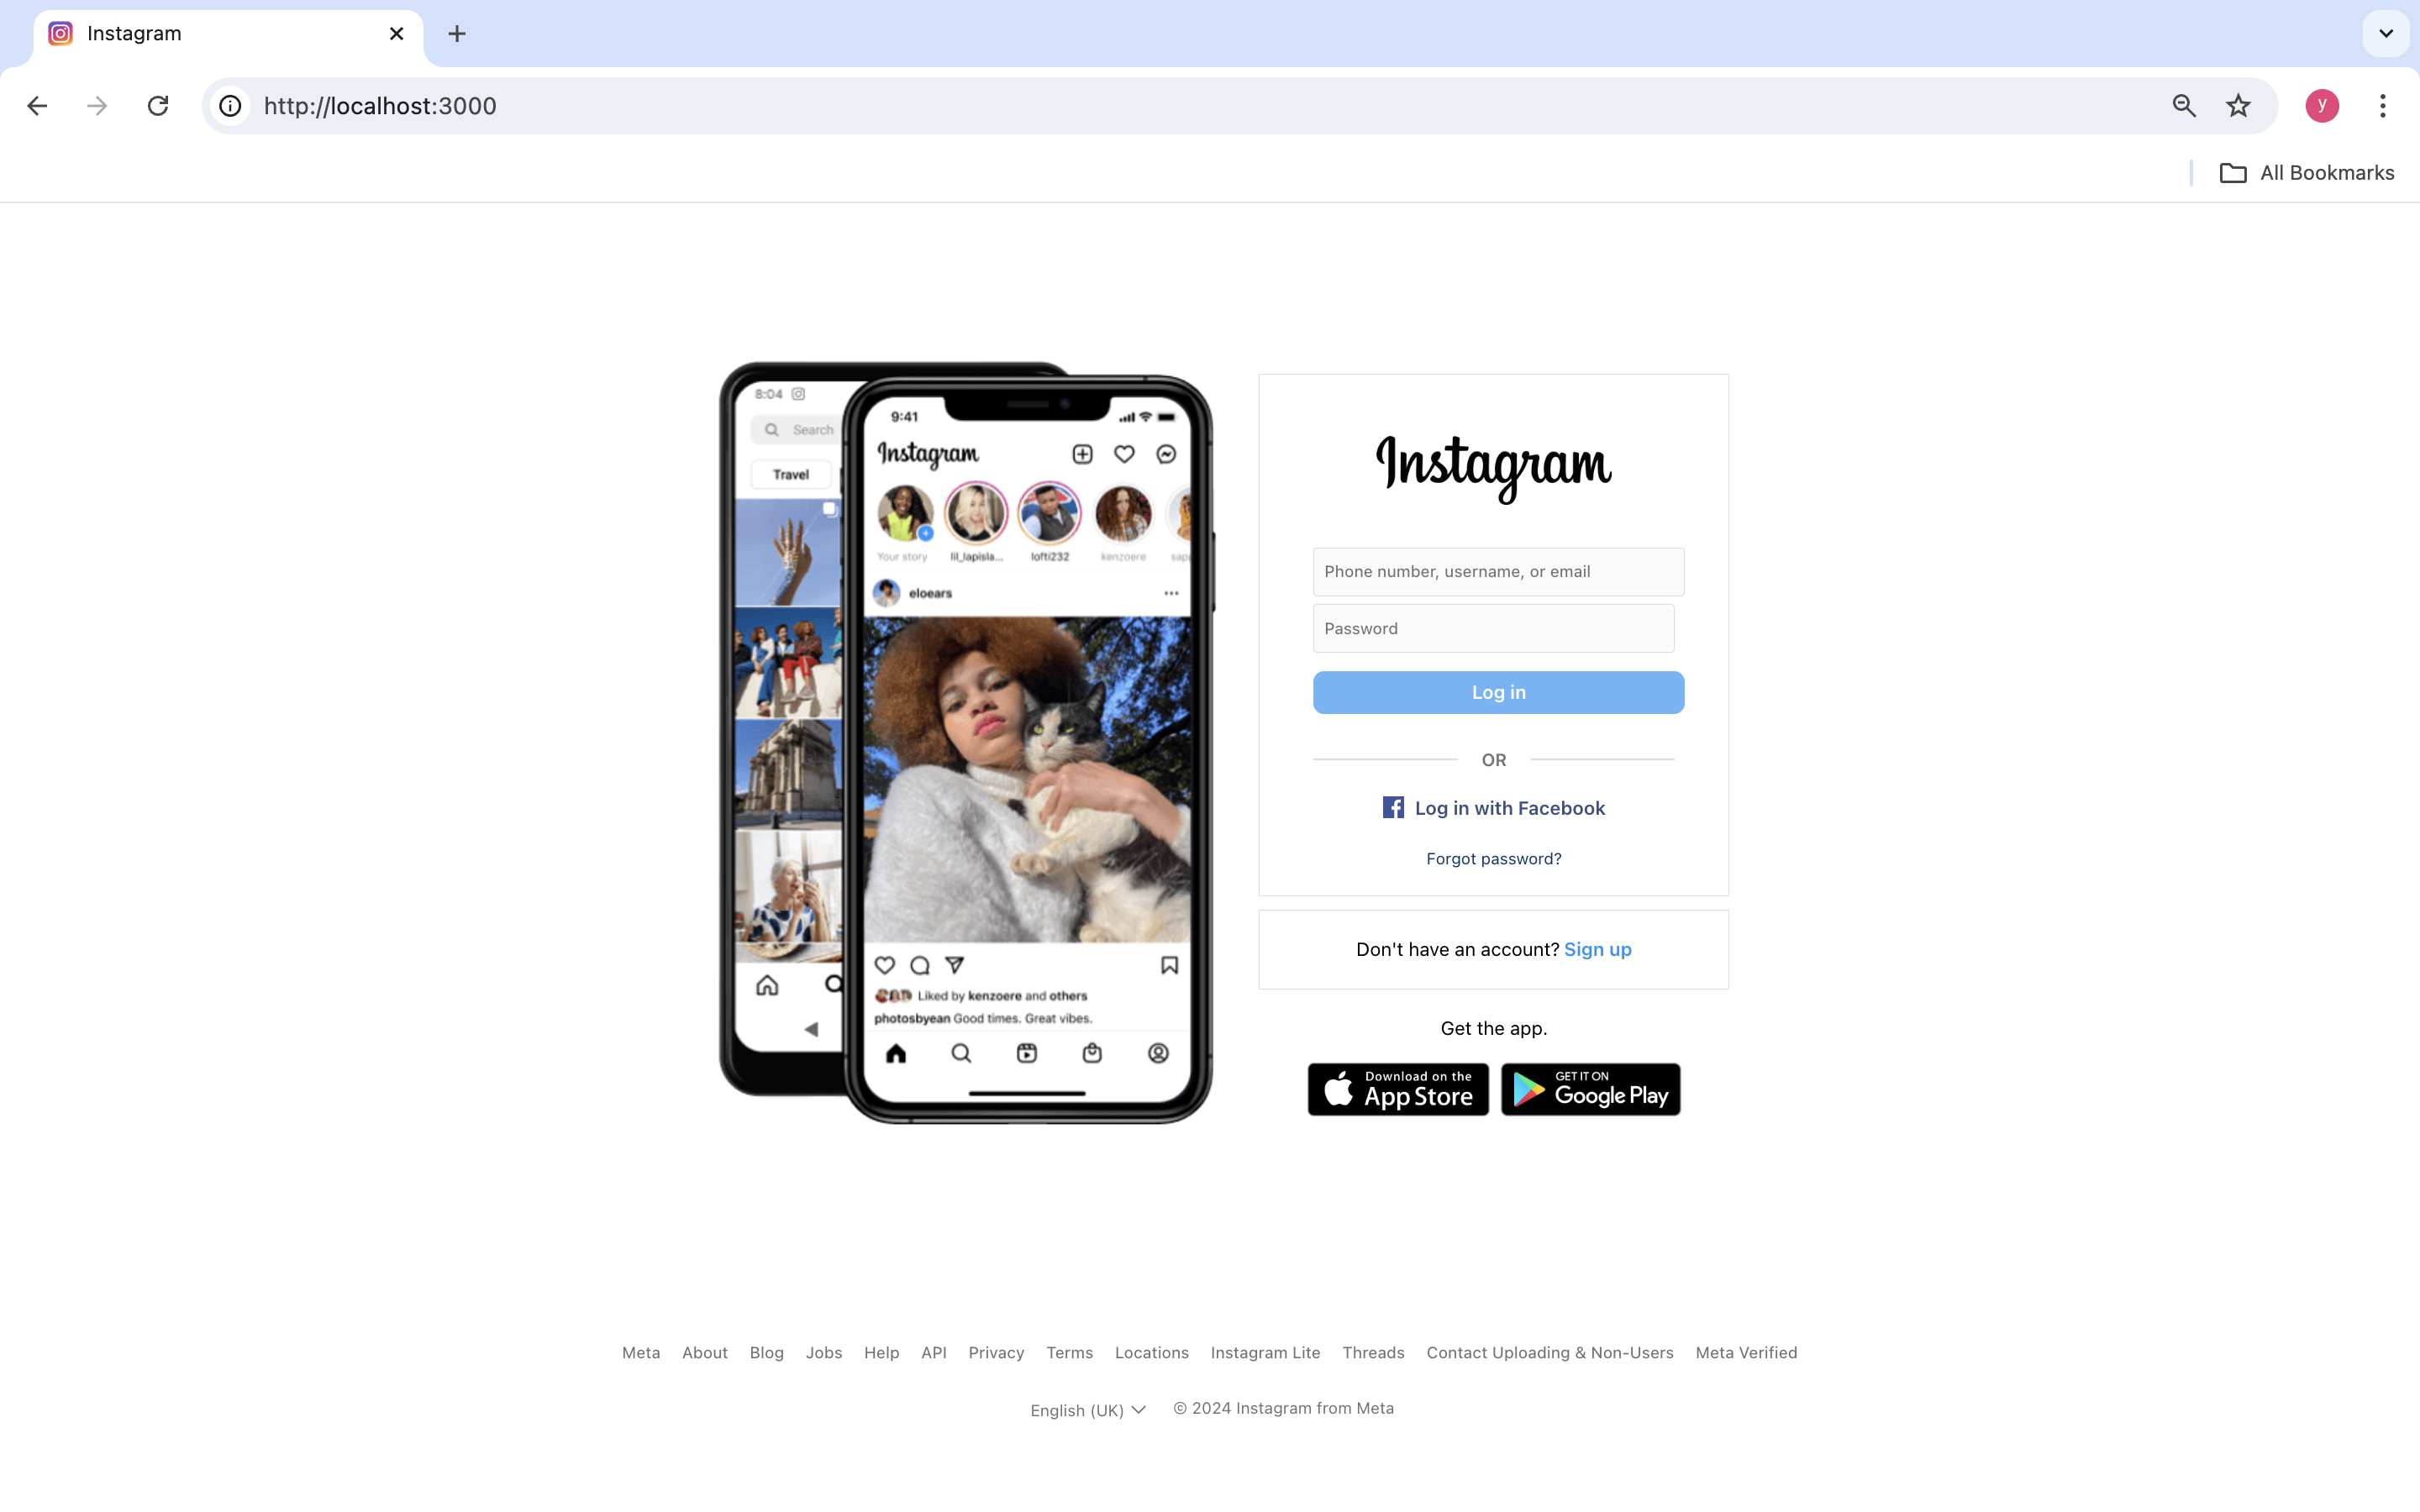 Instagram
http://localhost:3000
y
All Bookmarks
8:04
Search
Travel
9:41
Instagram
Your story
lil_lapisla...
lofti232
kenzoere
eloears
Liked by kenzoere and others
photosbyean Good times. Great vibes.
Instagram
Phone number, username, or email
Password
Log in
OR
Log in with Facebook
Forgot password?
Don't have an account? Sign up
Get the app.
Download on the
App Store
GET IT ON
Google Play
Meta About Blog Jobs Help API Privacy Terms Locations Instagram Lite Threads Contact Uploading & Non-Users Meta Verified
English (UK) © 2024 Instagram from Meta